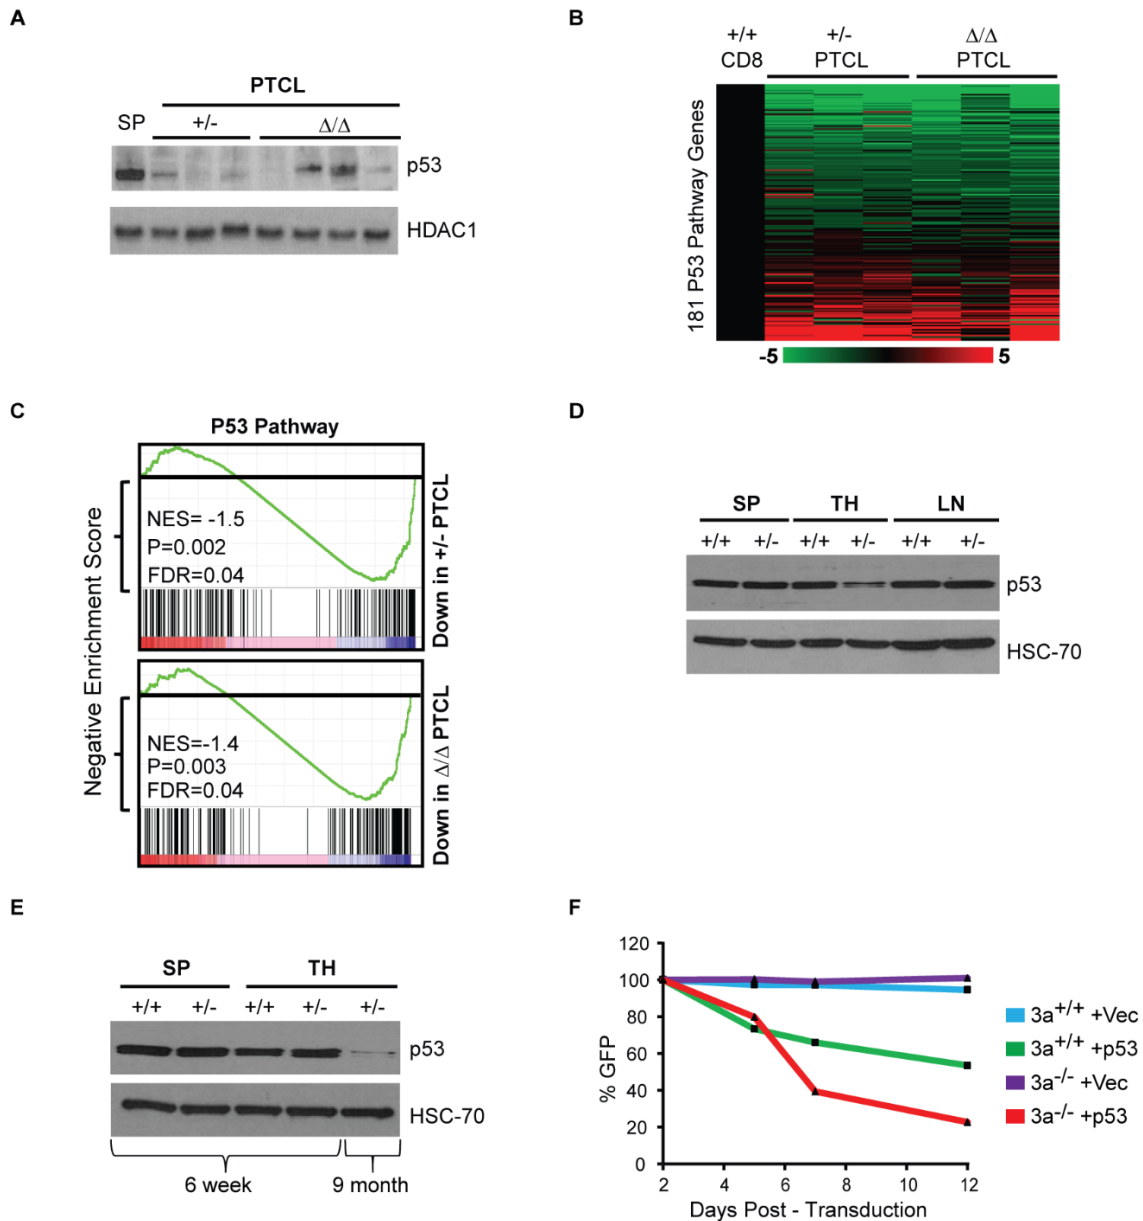 A
PTCL
SP +/- Δ/Δ
p53
HDAC1
B
+/+ +/- Δ/Δ
CD8 PTCL PTCL
181 P53 Pathway Genes
-5 5
C
P53 Pathway
Negative Enrichment Score
NES= -1.5
P=0.002
FDR=0.04
Down in +/- PTCL
NES=-1.4
P=0.003
FDR=0.04
Down in Δ/Δ PTCL
D
SP TH LN
+/+ +/- +/+ +/- +/+ +/-
p53
HSC-70
E
SP TH
+/+ +/- +/+ +/- +/-
p53
HSC-70
6 week 9 month
F
% GFP
120
100
80
60
40
20
0
2 4 6 8 10 12
Days Post - Transduction
3a+/+ +Vec
3a+/+ +p53
3a-/- +Vec
3a-/- +p53